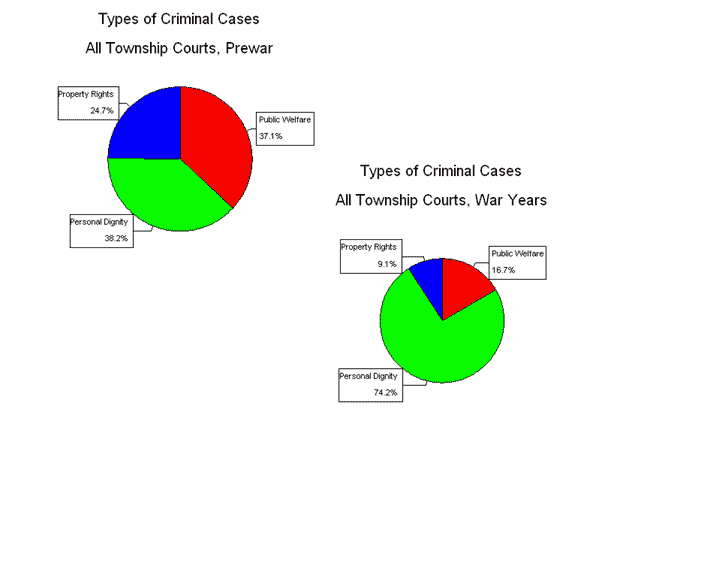 Types of Criminal Cases
All Township Courts, Prewar
Property Rights
24.7%
Public Welfare
37.1%
Personal Dignity
38.2%
Types of Criminal Cases
All Township Courts, War Years
Property Rights
9.1%
Public Welfare
16.7%
Personal Dignity
74.2%